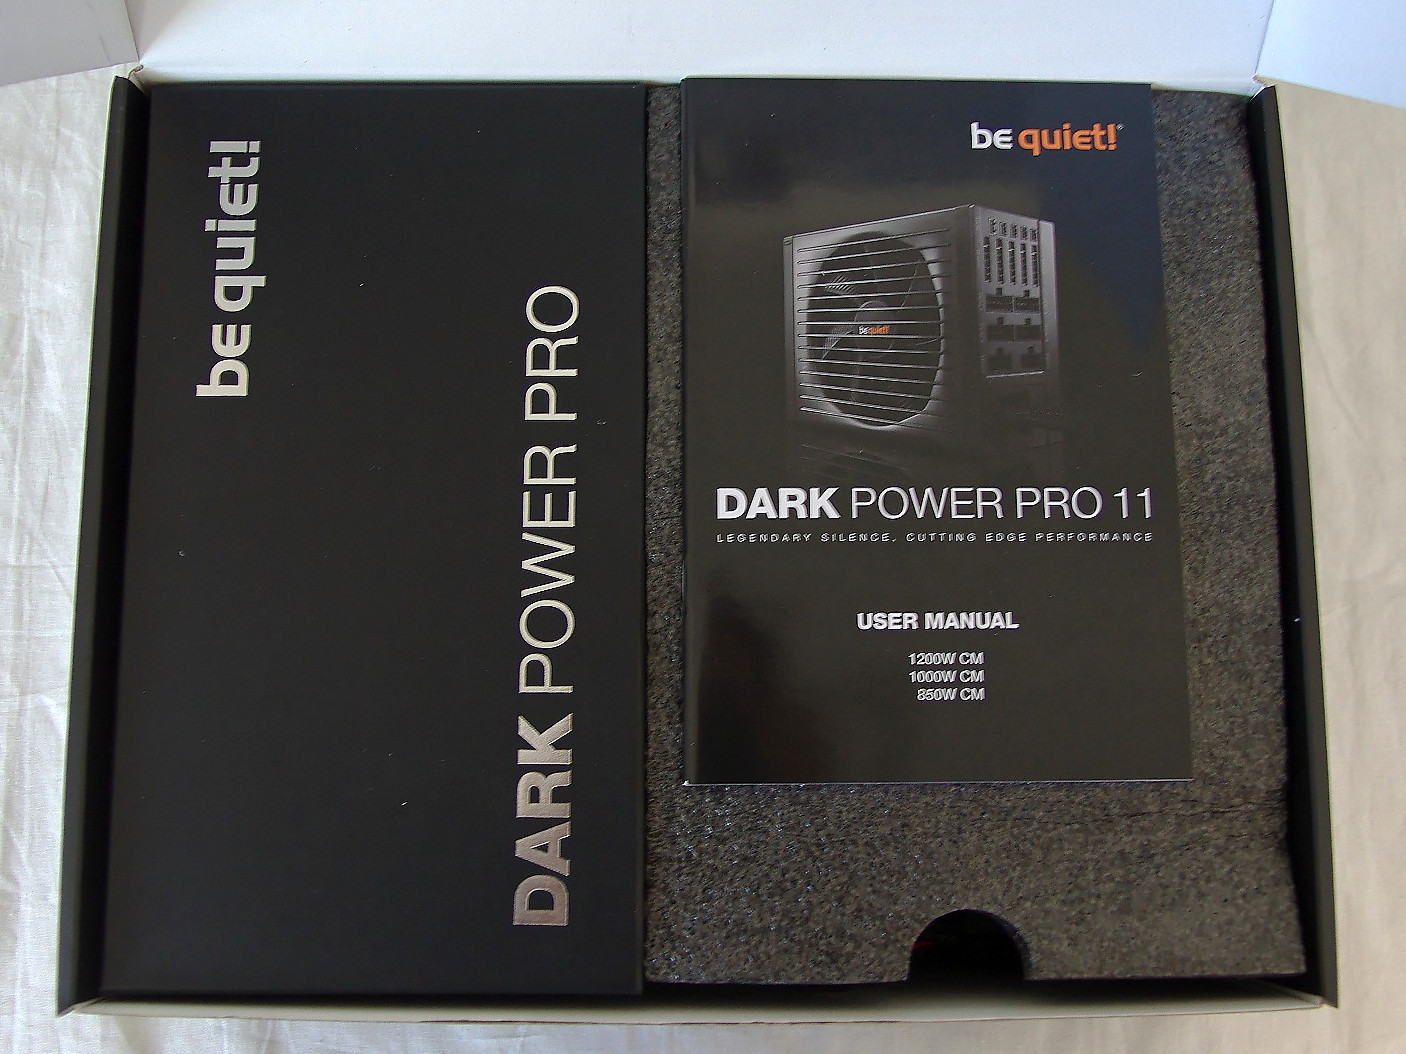 be quiet!
DARK POWER PRO
be quiet!®
be quiet!
DARK POWER PRO 11
LEGENDARY SILENCE, CUTTING EDGE PERFORMANCE
USER MANUAL
1200W CM
1000W CM
850W CM